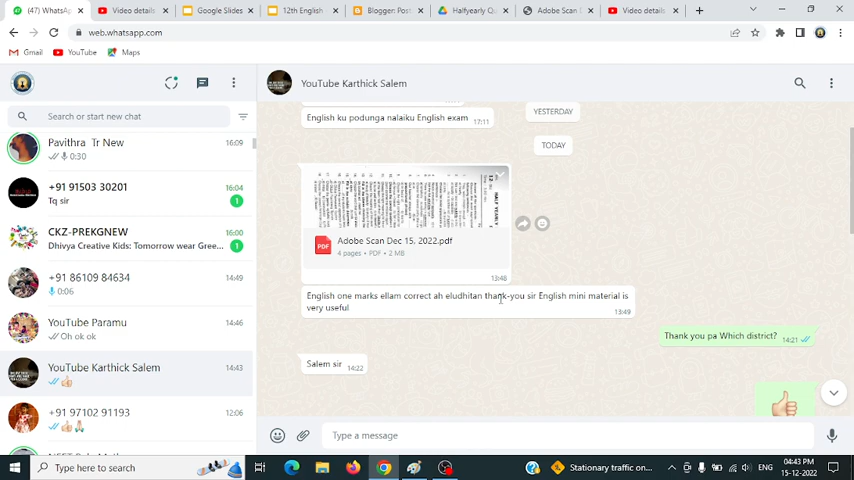 (47) WhatsApp
Video details
Google Slides
12th English
Blogger: Post
Halfyearly Qu
Adobe Scan D
Video details
web.whatsapp.com
Gmail
YouTube
Maps
YouTube Karthick Salem
Search or start new chat
Pavithra Tr New
16:09
0:30
+91 91503 30201
16:04
Tq sir
1
CKZ-PREKGNEW
14:49
Dhivya Creative Kids: Tomorrow wear Gree...
1
+91 86109 84634
14:49
0:06
YouTube Paramu
14:46
Oh ok ok
YouTube Karthick Salem
14:43
+91 97102 91193
12:06
YESTERDAY
English ku podunga nalaiku English exam
17:11
TODAY
HALF YEARLY
PDF
Adobe Scan Dec 15, 2022.pdf
4 pages • PDF • 2 MB
13:48
English one marks ellam correct ah eludhitan thank-you sir English mini material is
very useful
13:49
Thank you pa Which district?
14:21
Salem sir
14:22
Type a message
Type here to search
Stationary traffic on...
ENG
04:43 PM
15-12-2022